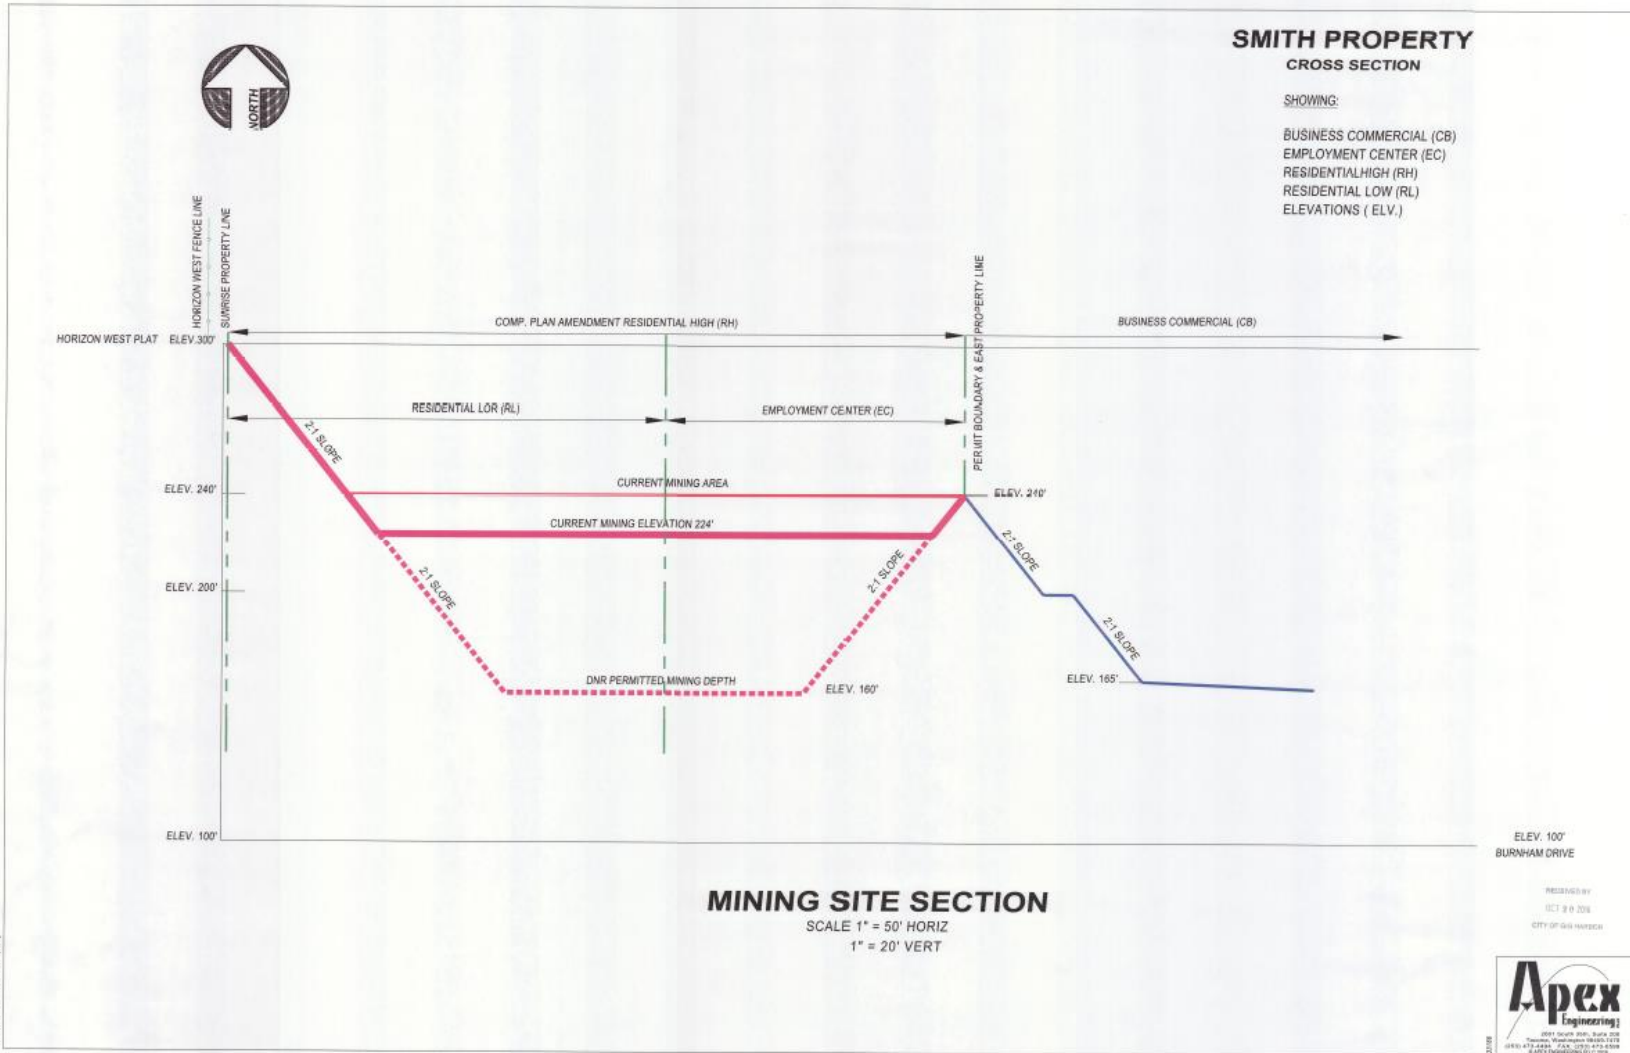 SMITH PROPERTY
CROSS SECTION
SHOWING:
BUSINESS COMMERCIAL (CB)
EMPLOYMENT CENTER (EC)
RESIDENTIALHIGH (RH)
RESIDENTIAL LOW (RL)
ELEVATIONS ( ELV.)
NORTH
HORIZON WEST FENCE LINE
SUNRISE PROPERTY LINE
PERMIT BOUNDARY & EAST PROPERTY LINE
COMP. PLAN AMENDMENT RESIDENTIAL HIGH (RH)
BUSINESS COMMERCIAL (CB)
HORIZON WEST PLAT ELEV.300'
RESIDENTIAL LOR (RL)
EMPLOYMENT CENTER (EC)
2:1 SLOPE
ELEV. 240'
CURRENT MINING AREA
ELEV. 240'
CURRENT MINING ELEVATION 224'
2:1 SLOPE
2:1 SLOPE
2:1 SLOPE
ELEV. 200'
2:1 SLOPE
DNR PERMITTED MINING DEPTH
ELEV. 160'
ELEV. 165'
ELEV. 100'
ELEV. 100'
BURNHAM DRIVE
MINING SITE SECTION
SCALE 1" = 50' HORIZ
1" = 20' VERT
CITY OF GIG HARBOR
Apex
Engineering